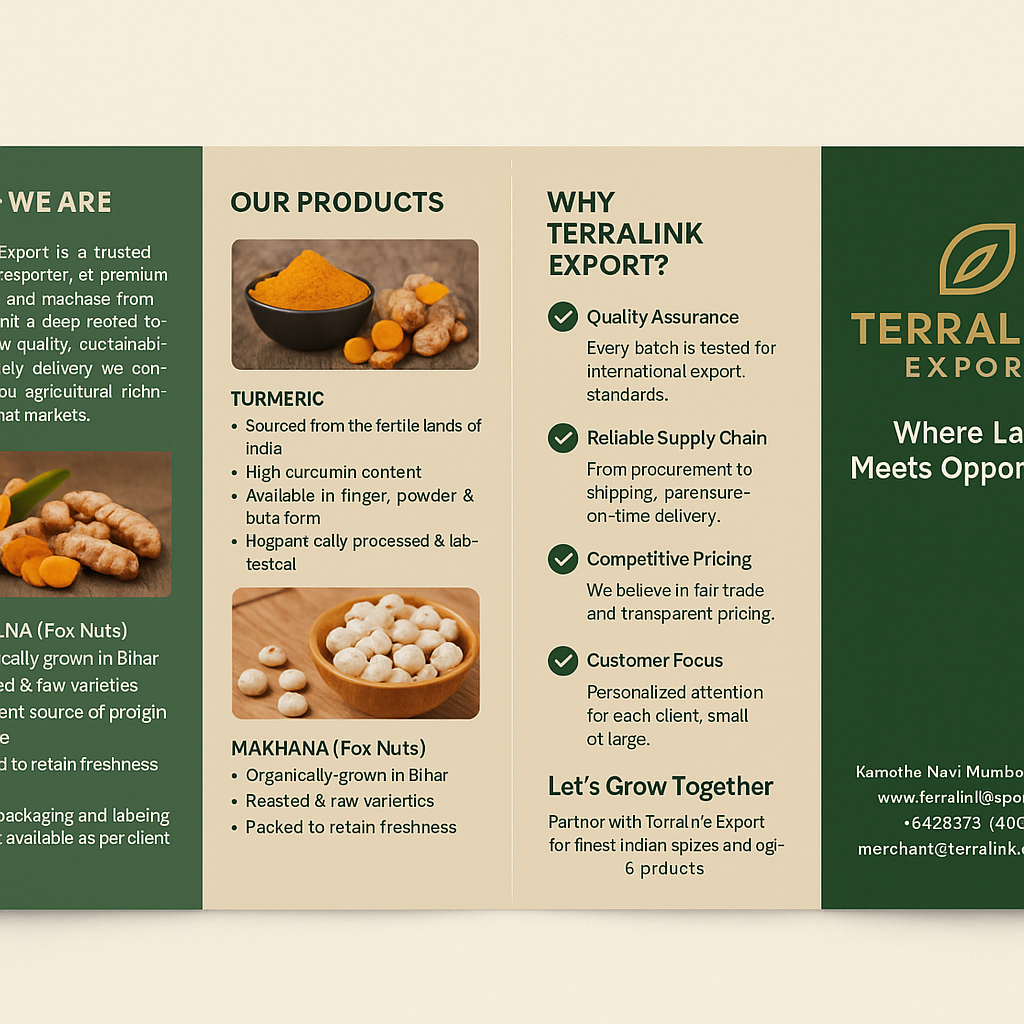 WE ARE
Export is a trusted
resporter, et premium
and machase from
nit a deep reoted to-
w quality, cuctainabi-
ely delivery we con-
ou agricuitural richn-
hat markets.
LNA (Fox Nuts)
ically grown in Bihar
ed & faw varieties
ent source of proigin
e
d to retain freshness
packaging and labeing
t available as per client
OUR PRODUCTS
TURMERIC
• Sourced from the fertile lands of
india
• High curcumin content
• Available in finger, powder &
buta form
• Hogpant cally processed & lab-
testcal
MAKHANA (Fox Nuts)
• Organically-grown in Bihar
• Reasted & raw variertics
• Packed to retain freshness
WHY
TERRALINK
EXPORT?
Quality Assurance
Every batch is tested for
international export.
standards.
Reliable Supply Chain
From procurement to
shipping, parensure-
on-time delivery.
Competitive Pricing
We believe in fair trade
and transparent pricing.
Customer Focus
Personalized attention
for each client, small
ot large.
Let's Grow Together
Partnor with Torraln'e Export
for finest indian spizes and ogi-
6 prducts
TERRAL
EXPOR
Where La
Meets Oppor
Kamothe Navi Mumbo
www.ferralinl@spo
•6428373 (40
merchant@terralink.